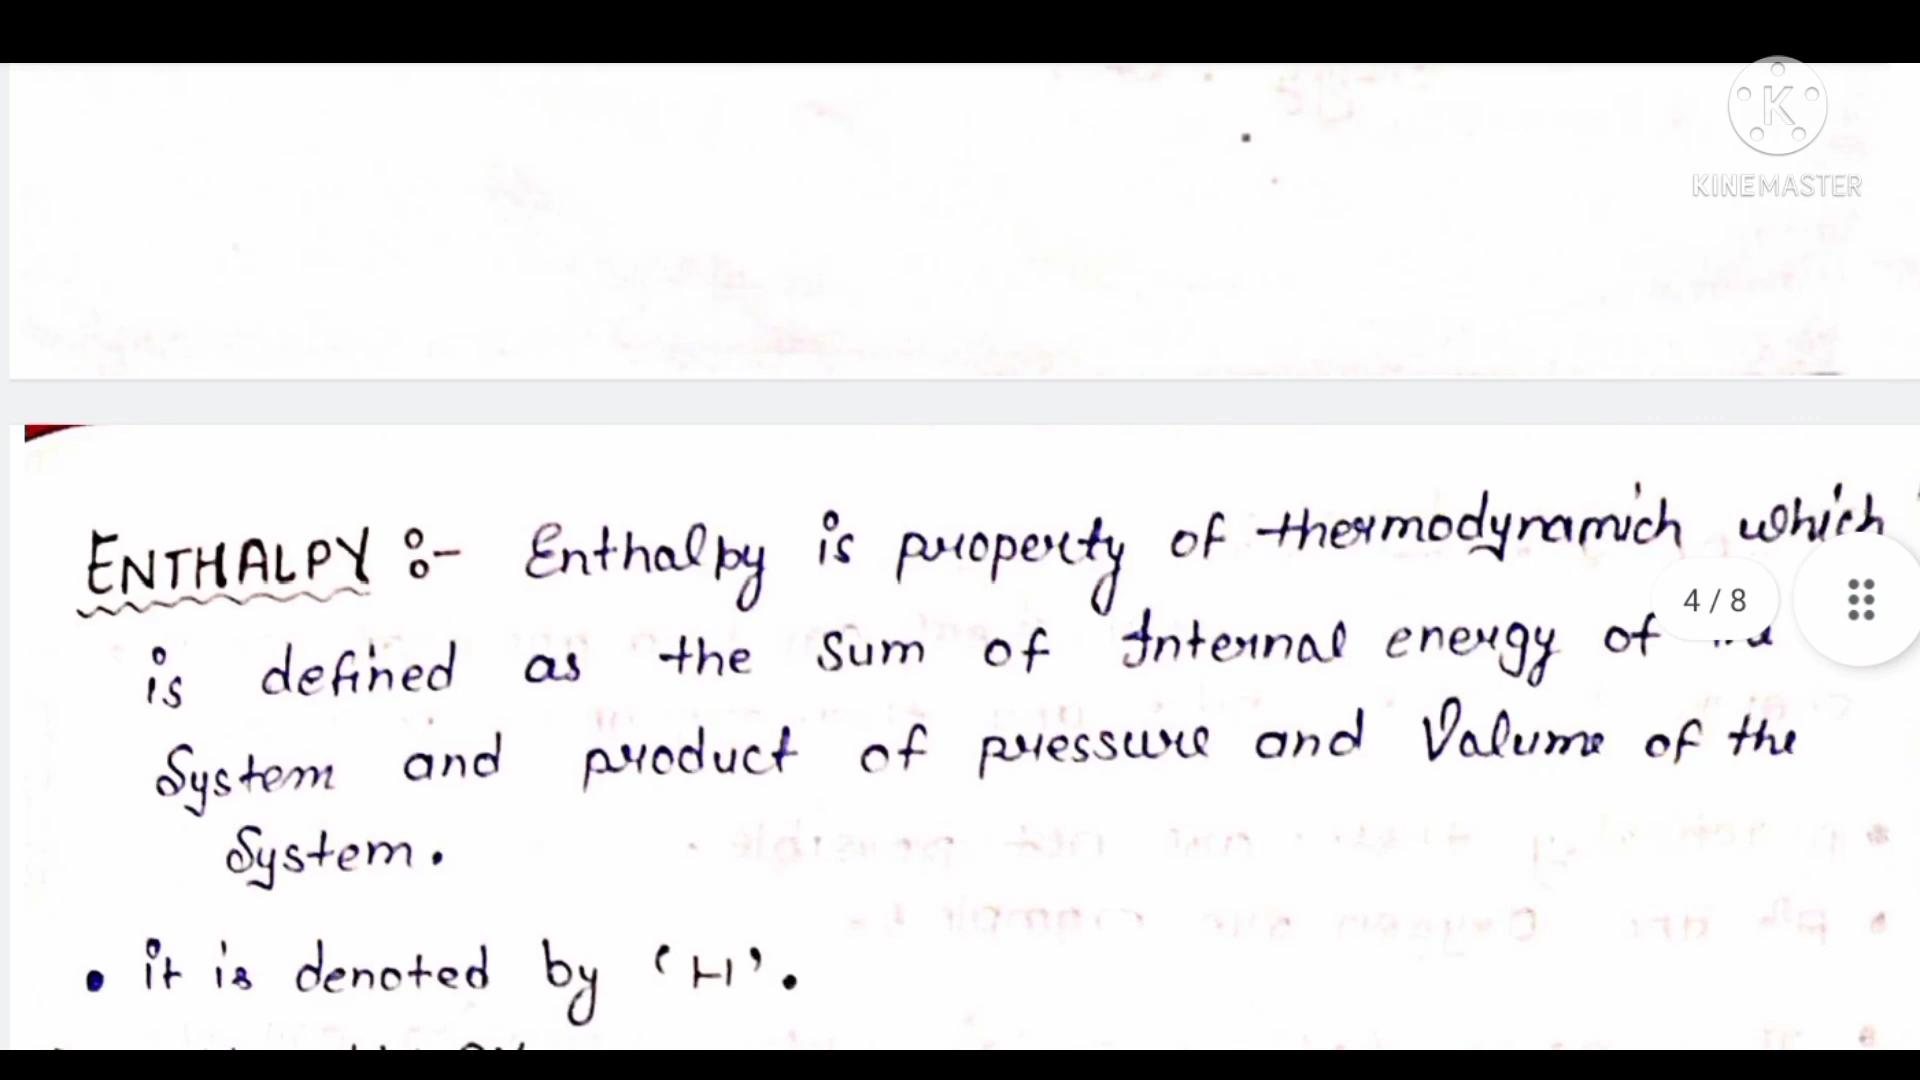 KINEMASTER
ENTHALPY :- Enthalpy is property of thermodynamich which
4 / 8
is defined as the Sum of Internal energy of
System and product of pressure and Valume of the
System.
• it is denoted by 'H'.